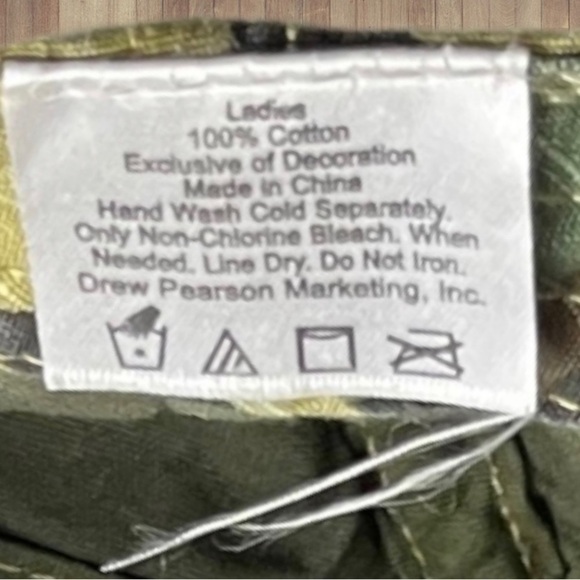 Ladies
100% Cotton
Exclusive of Decoration
Made in China
Hand Wash Cold Separately.
Only Non-Chlorine Bleach. When
Needed. Line Dry. Do Not Iron.
Drew Pearson Marketing, Inc.